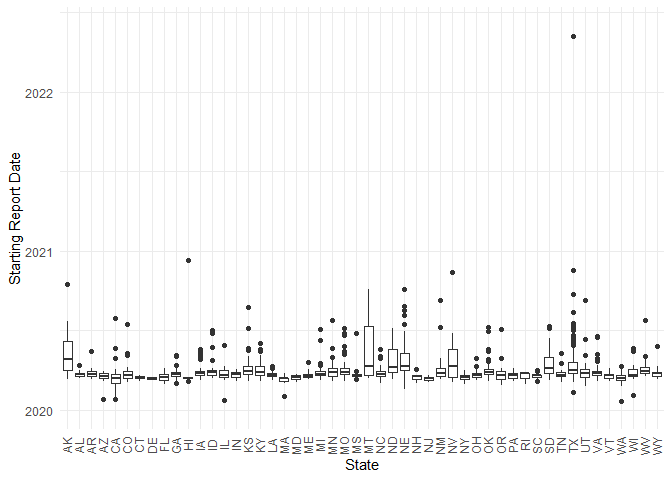 2022
2021
2020
Starting Report Date
AK AL AR AZ CA CO CT DE FL GA HI IA ID IL IN KS KY LA MA MD ME MI MN MO MS MT NC ND NE NH NJ NM NV NY OH OK OR PA RI SC SD TN TX UT VA VT WA WI WV WY
State